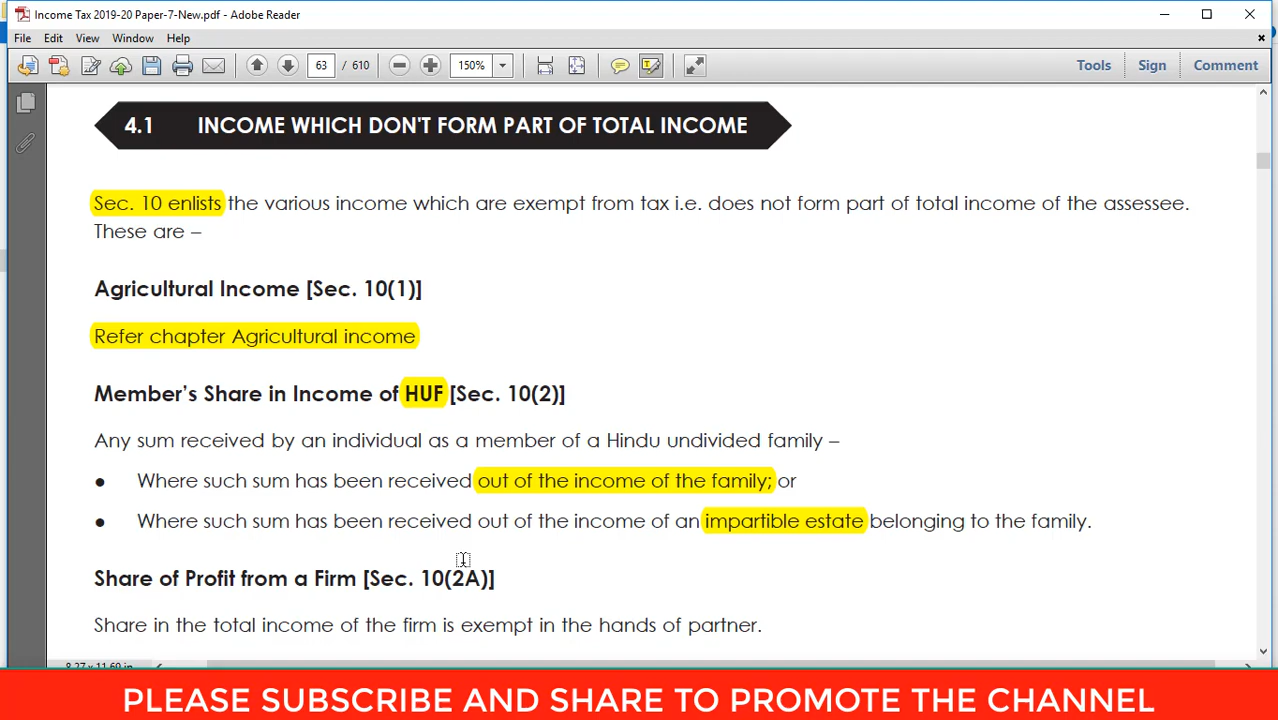 Income Tax 2019-20 Paper-7-New.pdf - Adobe Reader
File Edit View Window Help
63 / 610 150% Tools Sign Comment
4.1 INCOME WHICH DON'T FORM PART OF TOTAL INCOME
Sec. 10 enlists the various income which are exempt from tax i.e. does not form part of total income of the assessee.
These are –
Agricultural Income [Sec. 10(1)]
Refer chapter Agricultural income
Member's Share in Income of HUF [Sec. 10(2)]
Any sum received by an individual as a member of a Hindu undivided family –
● Where such sum has been received out of the income of the family; or
● Where such sum has been received out of the income of an impartible estate belonging to the family.
Share of Profit from a Firm [Sec. 10(2A)]
Share in the total income of the firm is exempt in the hands of partner.
8.27 x 11.69 in
PLEASE SUBSCRIBE AND SHARE TO PROMOTE THE CHANNEL